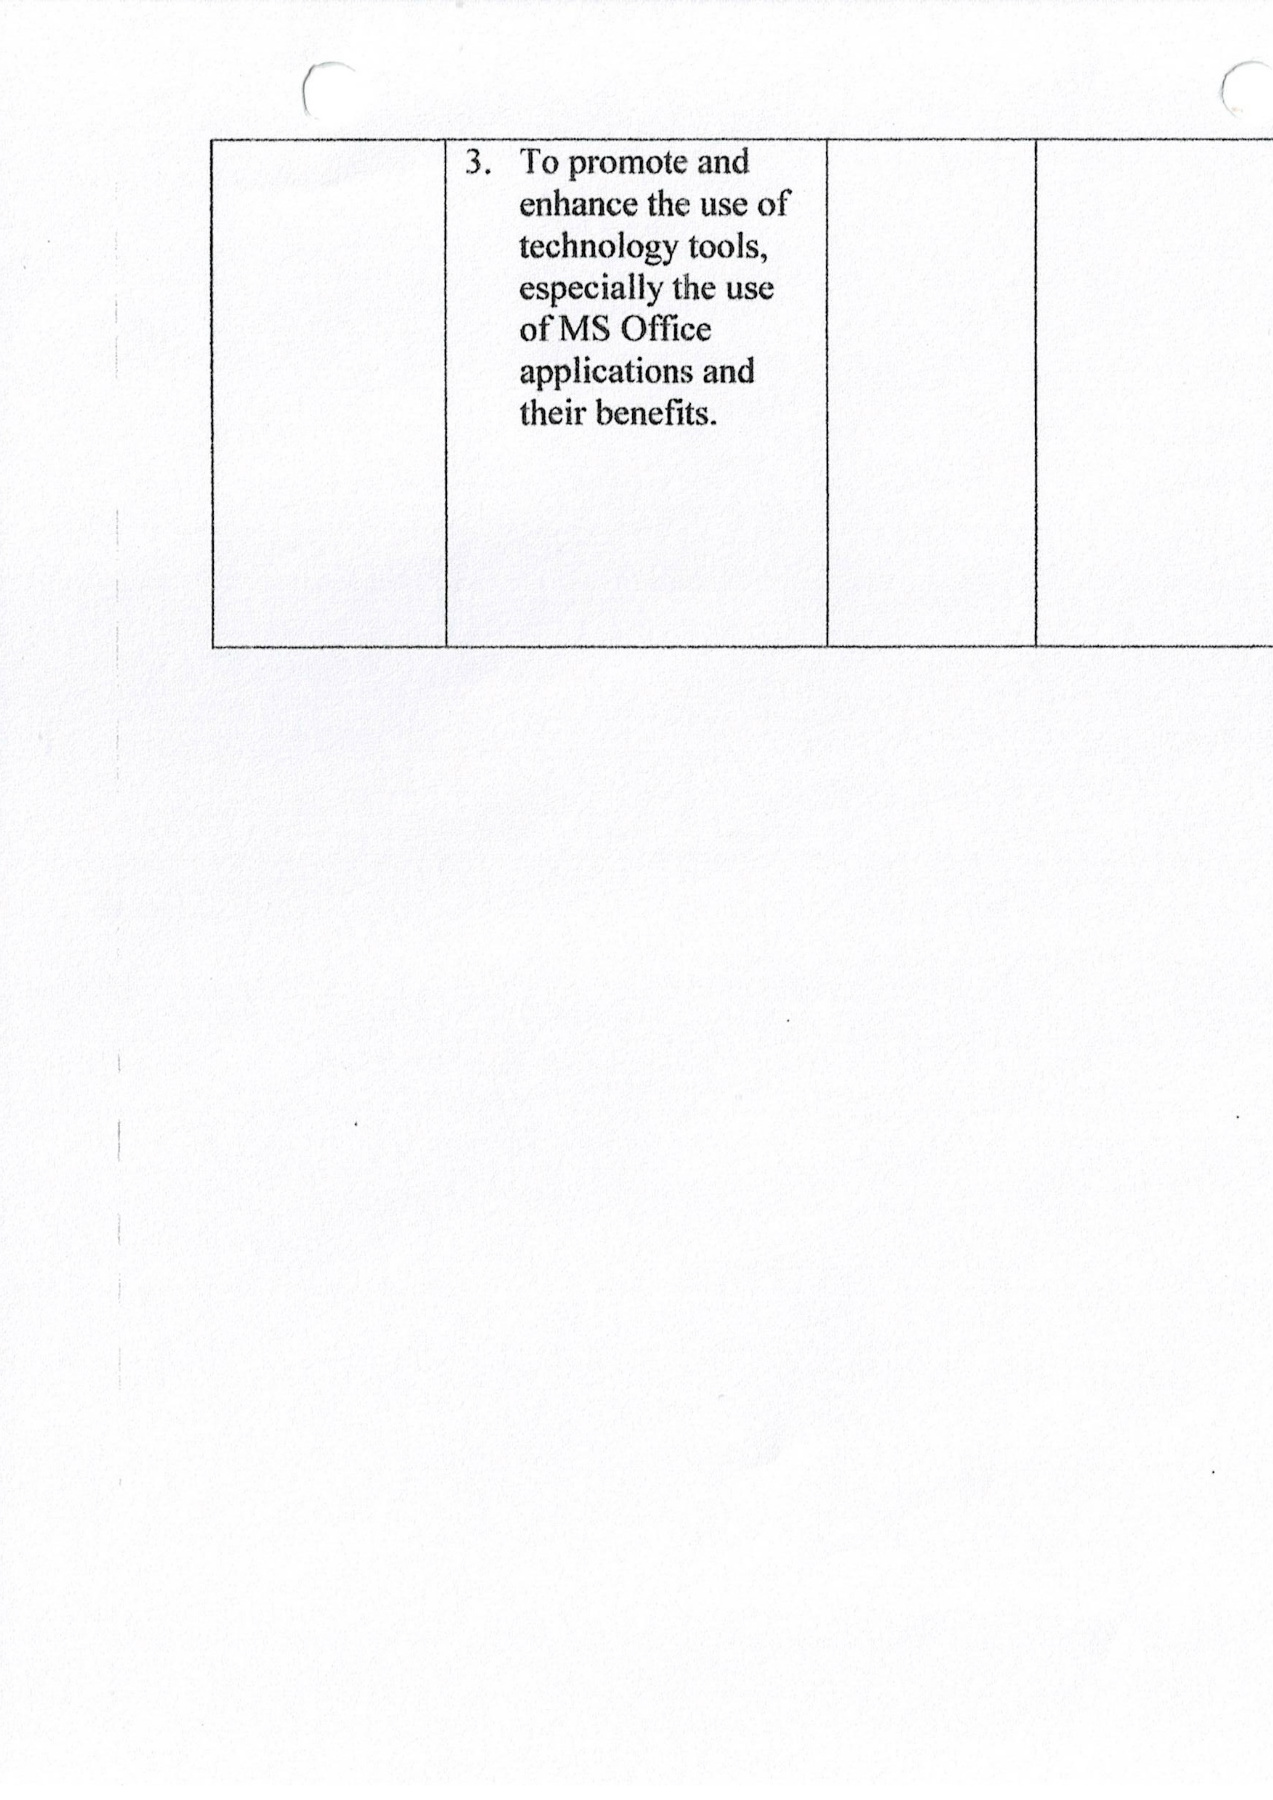 3. To promote and
enhance the use of
technology tools,
especially the use
of MS Office
applications and
their benefits.